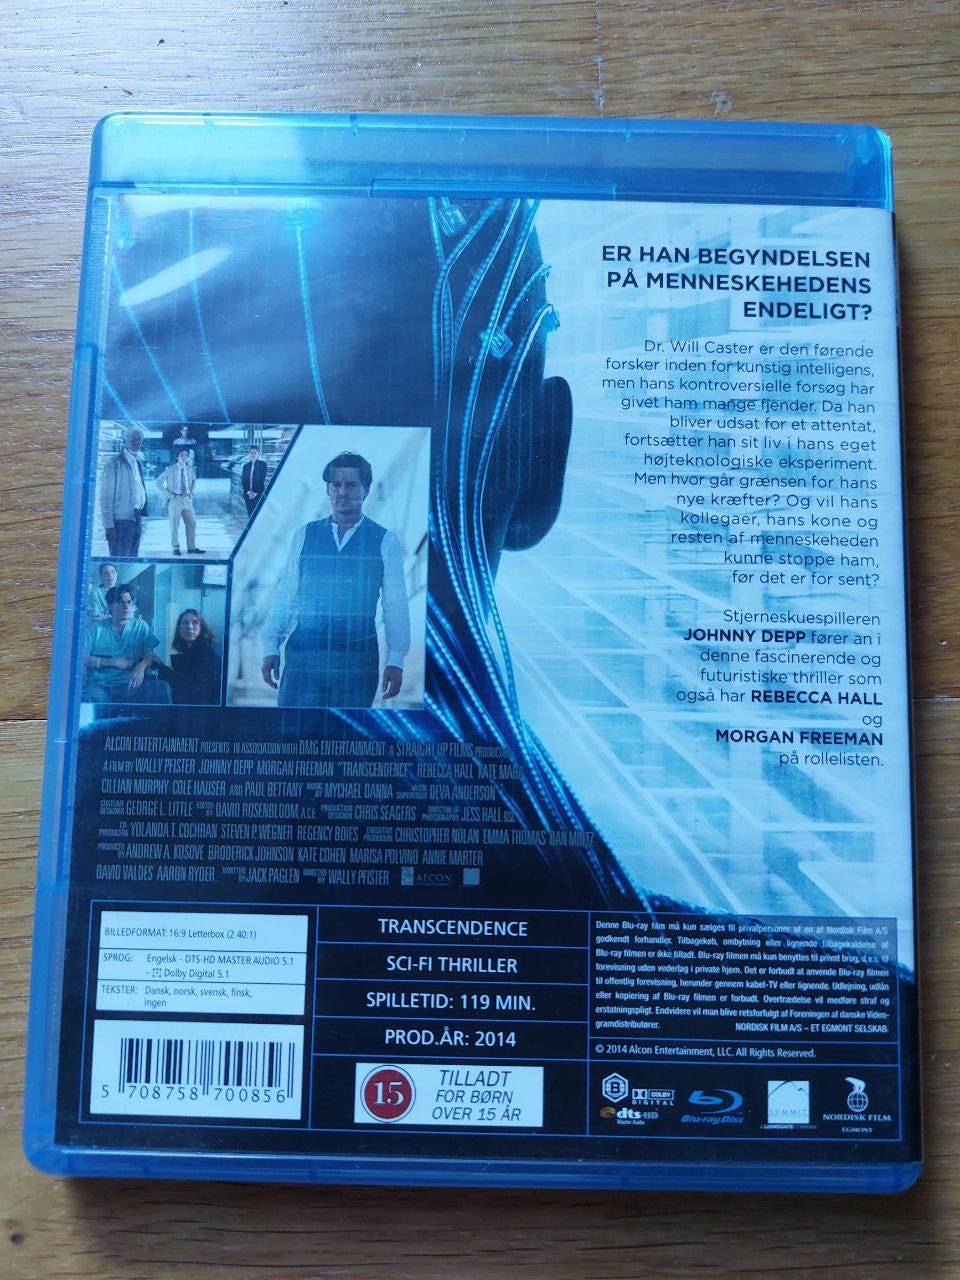 ER HAN BEGYNDELSEN
PÅ MENNESKEHEDENS
ENDELIGT?
Dr. Will Caster er den førende
forsker inden for kunstig intelligens,
men hans kontroversielle forsøg har
givet ham mange fjender. Da han
bliver udsat for et attentat,
fortsætter han sit liv i hans eget
højteknologiske eksperiment.
Men hvor går grænsen for hans
nye kræfter? Og vil hans
kollegaer, hans kone og
resten af menneskeheden
kunne stoppe ham,
før det er for sent?
Stjerneskuespilleren
JOHNNY DEPP fører an i
denne fascinerende og
futuristiske thriller som
også har REBECCA HALL
og
MORGAN FREEMAN
på rollelisten.
ALCON ENTERTAINMENT PRESENTS IN ASSOCIATION WITH DMG ENTERTAINMENT A STRAIGHT UP FILMS PRODUCTION
A FILM BY WALLY PFISTER JOHNNY DEPP MORGAN FREEMAN "TRANSCENDENCE" REBECCA HALL KATE MARA
CILLIAN MURPHY COLE HAUSER AND PAUL BETTANY MUSIC BY MYCHAEL DANNA MUSIC SUPERVISOR DEVA ANDERSON
COSTUME DESIGNER GEORGE L. LITTLE EDITED BY DAVID ROSENBLOOM, A.C.E. PRODUCTION DESIGNER CHRIS SEAGERS DIRECTOR OF PHOTOGRAPHY JESS HALL BSC
CO-PRODUCERS YOLANDA T. COCHRAN STEVEN P. WEGNER REGENCY BOIES EXECUTIVE PRODUCERS CHRISTOPHER NOLAN EMMA THOMAS DAN MINTZ
PRODUCED BY ANDREW A. KOSOVE BRODERICK JOHNSON KATE COHEN MARISA POLVINO ANNIE MARTER
DAVID VALDES AARON RYDER. WRITTEN BY JACK PAGLEN DIRECTED BY WALLY PFISTER ALCON
BILLEDFORMAT: 16:9 Letterbox (2.40:1)
SPROG: Engelsk - DTS-HD MASTER AUDIO 5.1
- Dolby Digital 5.1
TEKSTER: Dansk, norsk, svensk, finsk,
ingen
5 708758 700856
TRANSCENDENCE
SCI-FI THRILLER
SPILLETID: 119 MIN.
PROD.ÅR: 2014
15
TILLADT
FOR BØRN
OVER 15 ÅR
Denne Blu-ray film må kun sælges til privatpersoner af en af Nordisk Film A/S
godkendt forhandler. Tilbagekøb, ombytning eller lignende tilbagekaldelse af
Blu-ray filmen er ikke tilladt. Blu-ray filmen må kun benyttes til privat brug, d.v.s. til
forevisning uden vederlag i private hjem. Det er forbudt at anvende Blu-ray filmen
til offentlig forevisning, herunder gennem kabel-TV eller lignende. Udlejning, udlån
eller kopiering af Blu-ray filmen er forbudt. Overtrædelse vil medføre straf og
erstatningspligt. Endvidere vil man blive retsforfulgt af Foreningen af danske Video-
gramdistributører. NORDISK FILM A/S – ET EGMONT SELSKAB.
© 2014 Alcon Entertainment, LLC. All Rights Reserved.
B
DOLBY
DIGITAL
dts-HD
Master Audio
Blu-ray Disc
SUMMIT
A LIONSGATE COMPANY
NORDISK FILM
EGMONT